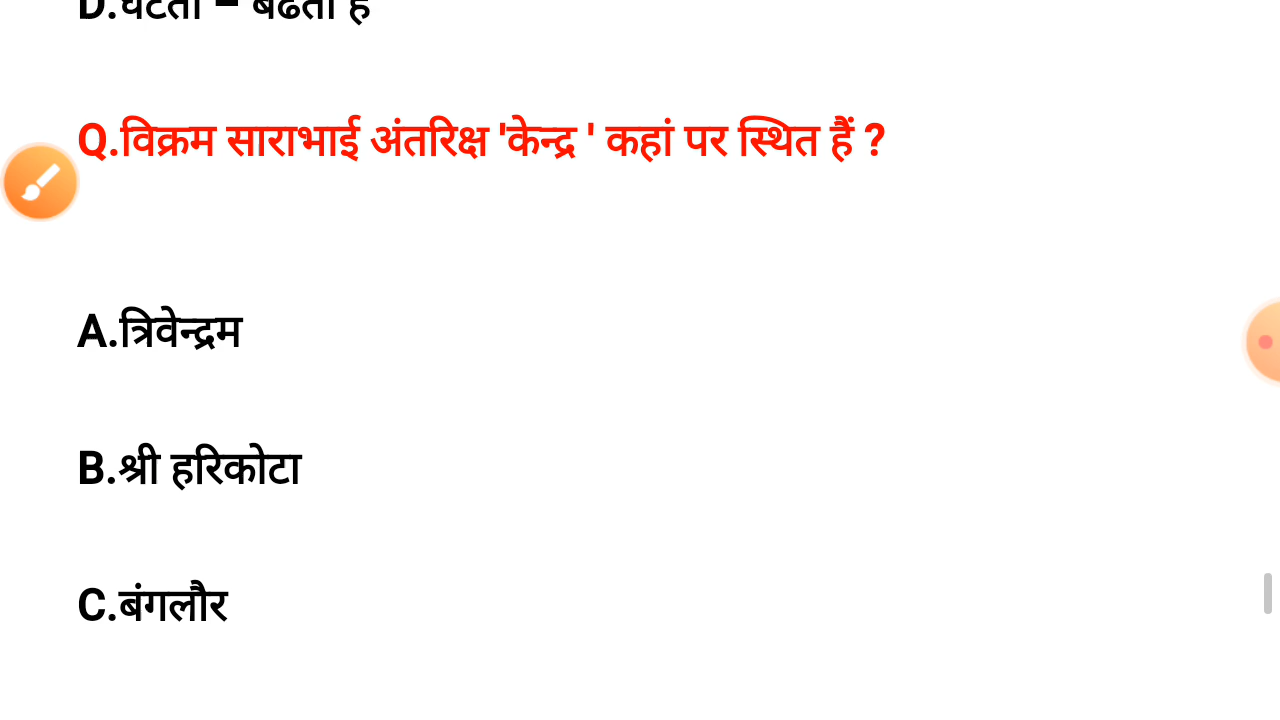 D.घटता – बढता है
Q.विक्रम साराभाई अंतरिक्ष 'केन्द्र ' कहां पर स्थित हैं ?
A.त्रिवेन्द्रम
B.श्री हरिकोटा
C.बंगलौर